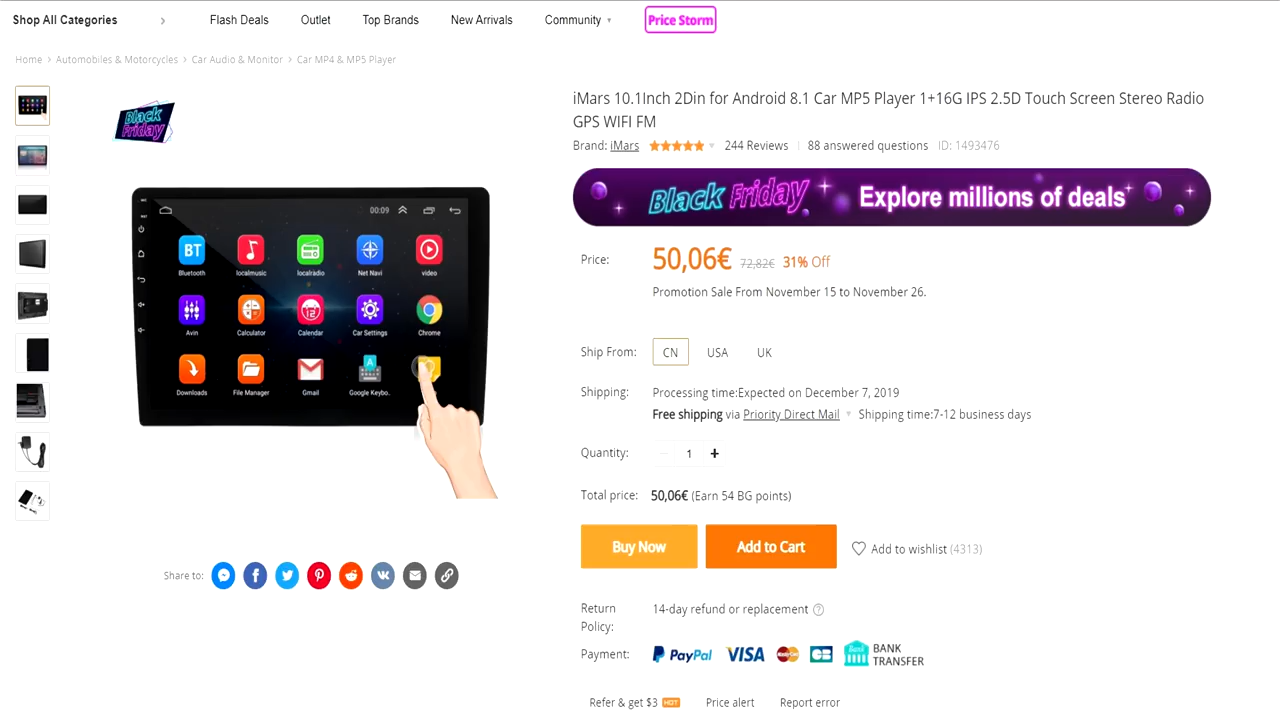 Shop All Categories
Flash Deals
Outlet
Top Brands
New Arrivals
Community
Price Storm
Home > Automobiles & Motorcycles > Car Audio & Monitor > Car MP4 & MP5 Player
Black Friday
iMars 10.1Inch 2Din for Android 8.1 Car MP5 Player 1+16G IPS 2.5D Touch Screen Stereo Radio
GPS WIFI FM
Brand: iMars 244 Reviews | 88 answered questions ID: 1493476
Black Friday Explore millions of deals
00:09
BT
Bluetooth localmusic localradio Net Navi video
12
Avin Calculator Calendar Car Settings Chrome
A
Downloads File Manager Gmail Google Keybo..
Price: 50,06€ 72,82€ 31% Off
Promotion Sale From November 15 to November 26.
Ship From: CN USA UK
Shipping: Processing time:Expected on December 7, 2019
Free shipping via Priority Direct Mail Shipping time:7-12 business days
Quantity: − 1 +
Total price: 50,06€ (Earn 54 BG points)
Buy Now
Add to Cart
Add to wishlist (4313)
Share to:
Return
Policy:
14-day refund or replacement ?
Payment: PayPal VISA MasterCard CB Bank BANK
TRANSFER
Refer & get $3 HOT Price alert Report error